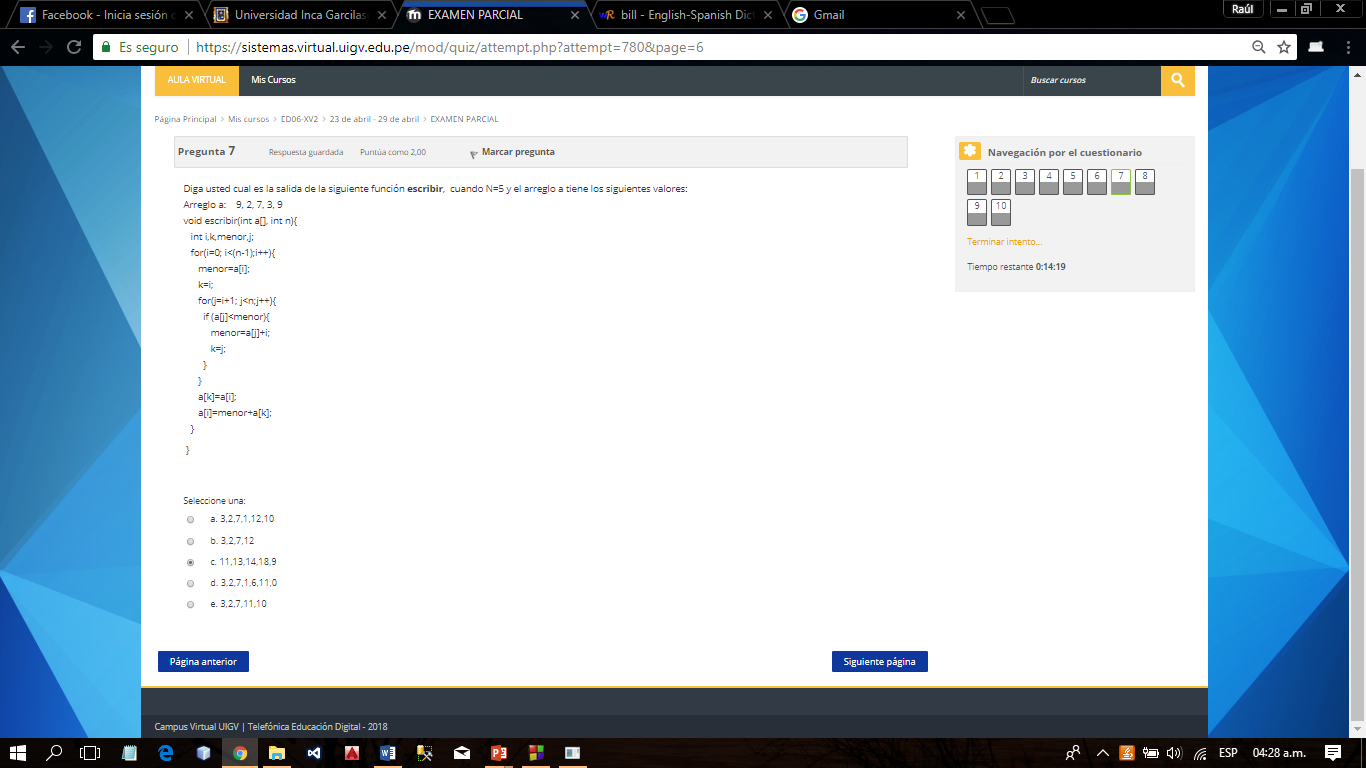 Facebook - Inicia sesión
Universidad Inca Garcilas
EXAMEN PARCIAL
bill - English-Spanish Dic
Gmail
Raúl
Es seguro
https://sistemas.virtual.uigv.edu.pe/mod/quiz/attempt.php?attempt=780&page=6
AULA VIRTUAL
Mis Cursos
Buscar cursos
Página Principal > Mis cursos > ED06-XV2 > 23 de abril - 29 de abril > EXAMEN PARCIAL
Pregunta 7
Respuesta guardada
Puntúa como 2,00
Marcar pregunta
Diga usted cual es la salida de la siguiente función escribir, cuando N=5 y el arreglo a tiene los siguientes valores:
Arreglo a: 9, 2, 7, 3, 9
void escribir(int a[], int n){
int i,k,menor,j;
for(i=0; i<(n-1);i++){
menor=a[i];
k=i;
for(j=i+1; j<n;j++){
if (a[j]<menor){
menor=a[j]+i;
k=j;
}
}
a[k]=a[i];
a[i]=menor+a[k];
}
}
Seleccione una:
a. 3,2,7,1,12,10
b. 3,2,7,12
c. 11,13,14,18,9
d. 3,2,7,1,6,11,0
e. 3,2,7,11,10
Página anterior
Siguiente página
Navegación por el cuestionario
1 2 3 4 5 6 7 8
9 10
Terminar intento...
Tiempo restante 0:14:19
Campus Virtual UIGV | Telefónica Educación Digital - 2018
ESP
04:28 a.m.